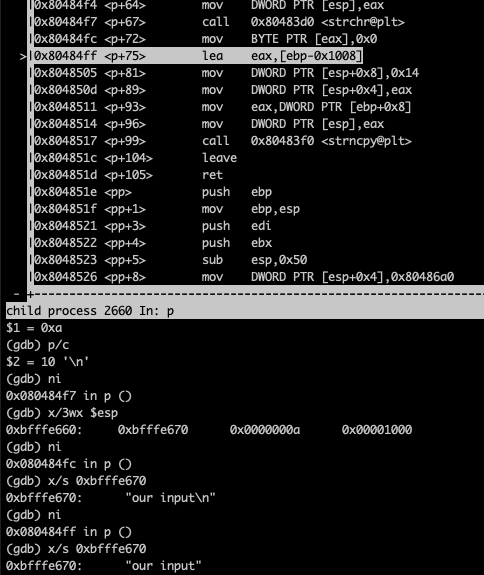 0x80484f4 <p+64> mov DWORD PTR [esp],eax
0x80484f7 <p+67> call 0x80483d0 <strchr@plt>
0x80484fc <p+72> mov BYTE PTR [eax],0x0
>0x80484ff <p+75> lea eax,[ebp-0x1008]
0x8048505 <p+81> mov DWORD PTR [esp+0x8],0x14
0x804850d <p+89> mov DWORD PTR [esp+0x4],eax
0x8048511 <p+93> mov eax,DWORD PTR [ebp+0x8]
0x8048514 <p+96> mov DWORD PTR [esp],eax
0x8048517 <p+99> call 0x80483f0 <strncpy@plt>
0x804851c <p+104> leave
0x804851d <p+105> ret
0x804851e <pp> push ebp
0x804851f <pp+1> mov ebp,esp
0x8048521 <pp+3> push edi
0x8048522 <pp+4> push ebx
0x8048523 <pp+5> sub esp,0x50
0x8048526 <pp+8> mov DWORD PTR [esp+0x4],0x80486a0
child process 2660 In: p
$1 = 0xa
(gdb) p/c
$2 = 10 '\n'
(gdb) ni
0x080484f7 in p ()
(gdb) x/3wx $esp
0xbfffe660: 0xbfffe670 0x0000000a 0x00001000
(gdb) ni
0x080484fc in p ()
(gdb) x/s 0xbfffe670
0xbfffe670: "our input\n"
(gdb) ni
0x080484ff in p ()
(gdb) x/s 0xbfffe670
0xbfffe670: "our input"